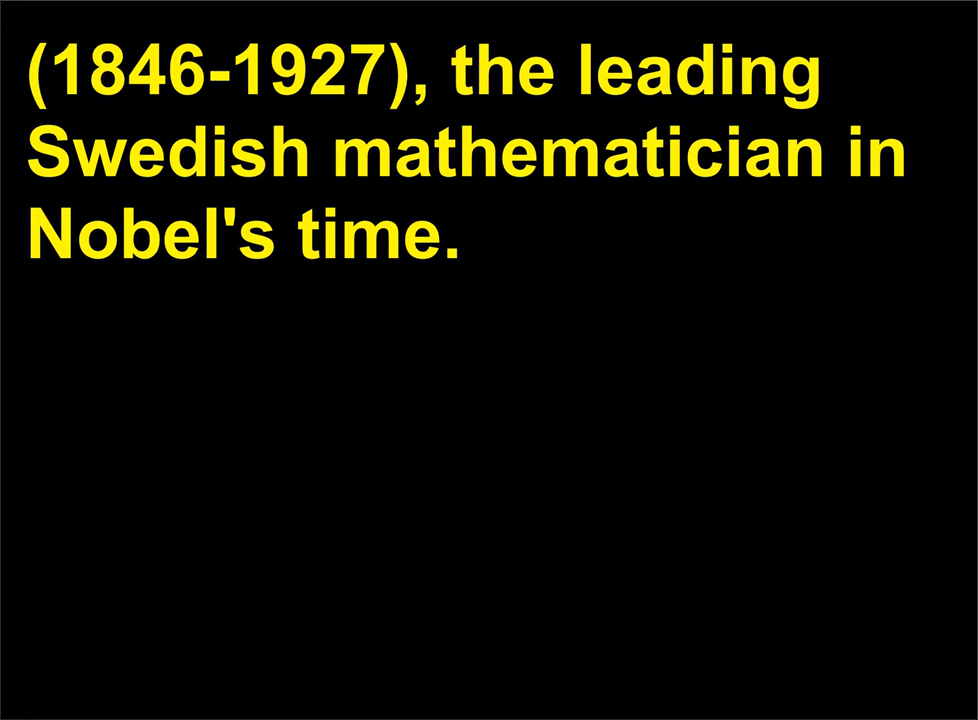 (1846-1927), the leading
Swedish mathematician in
Nobel's time.